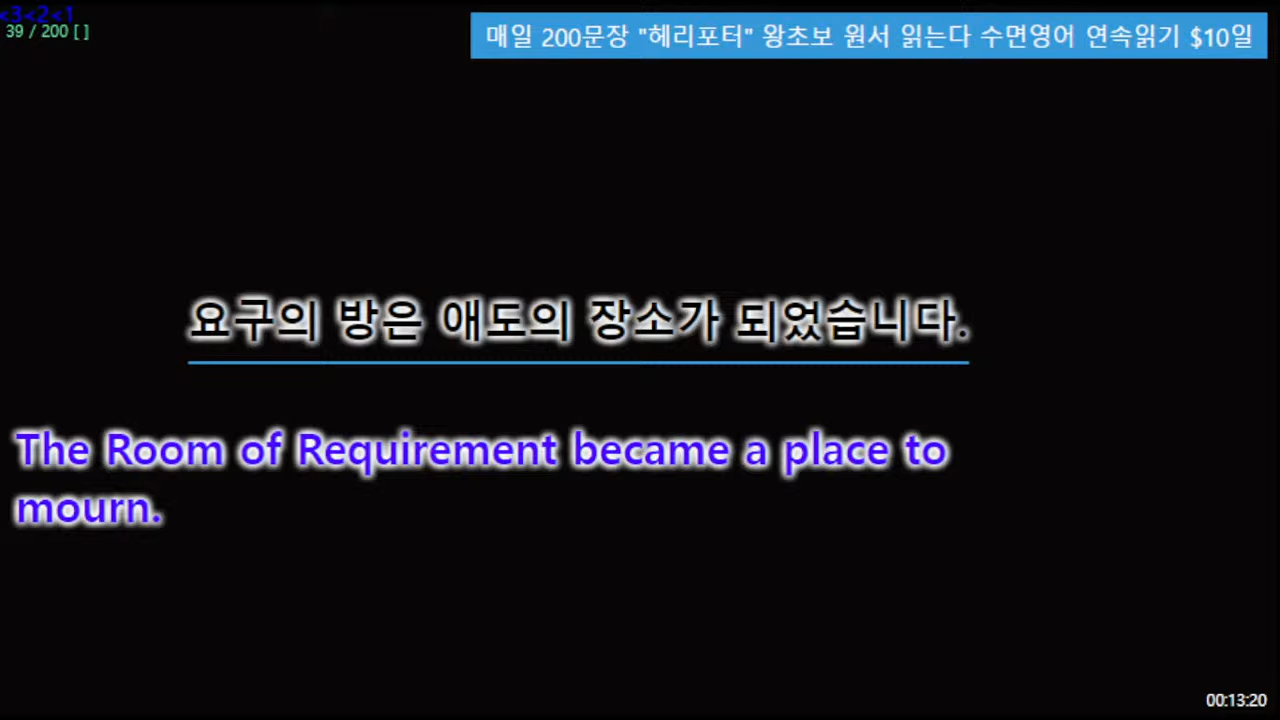 <3<2<1
39 / 200 [ ]
매일 200문장 "헤리포터" 왕초보 원서 읽는다 수면영어 연속읽기 $10일
요구의 방은 애도의 장소가 되었습니다.
The Room of Requirement became a place to
mourn.
00:13:20